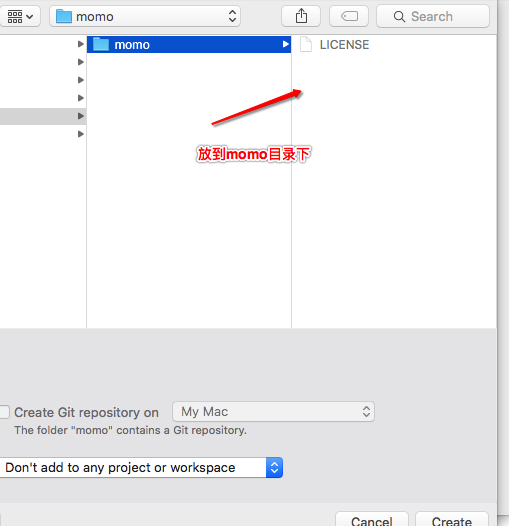 momo
Search
momo
LICENSE
放到momo目录下
Create Git repository on
My Mac
The folder "momo" contains a Git repository.
Don't add to any project or workspace
Cancel
Create